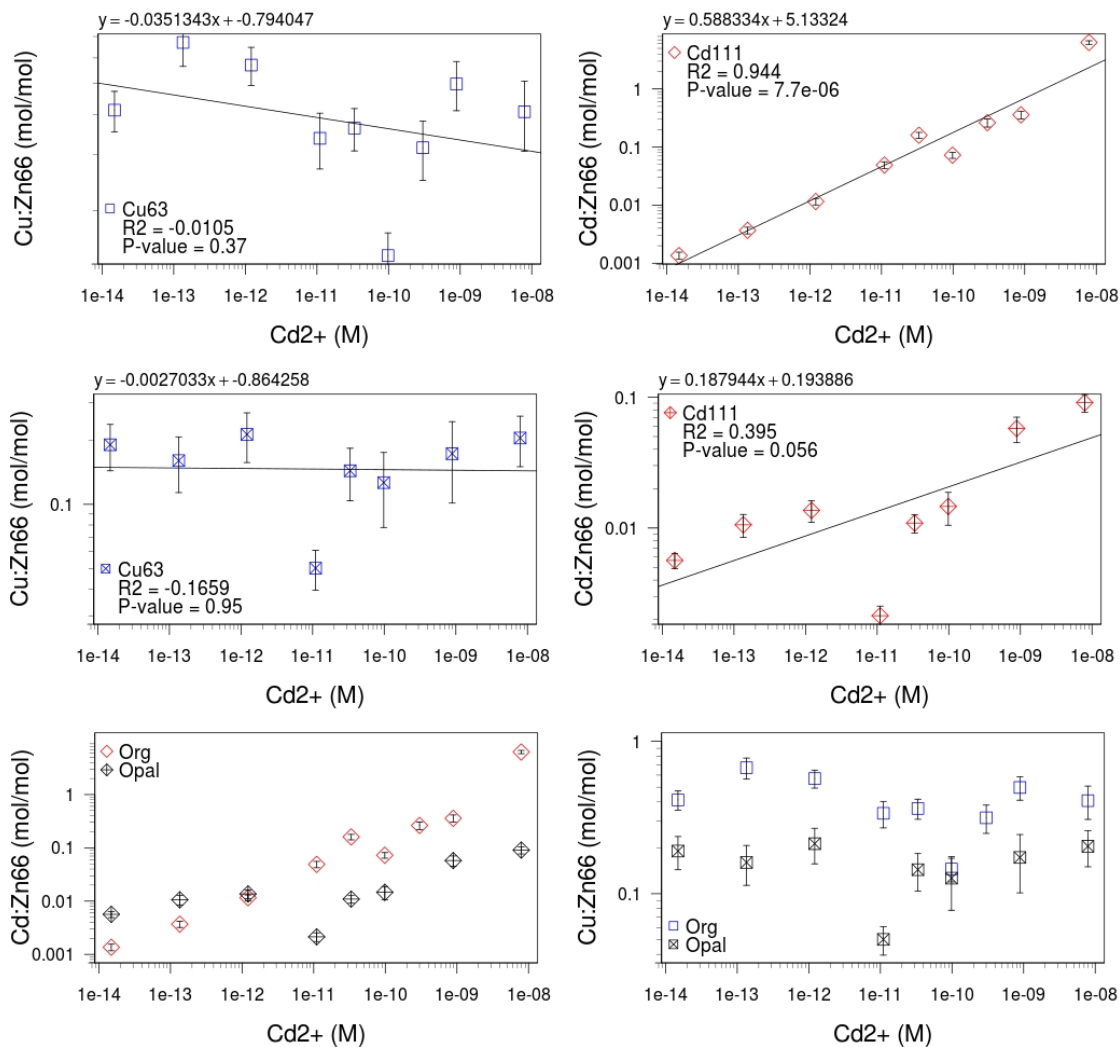 y = -0.0351343x + -0.794047
Cu:Zn66 (mol/mol)
Cu63
R2 = -0.0105
P-value = 0.37
1e-14 1e-13 1e-12 1e-11 1e-10 1e-09 1e-08
Cd2+ (M)
y = 0.588334x + 5.13324
Cd:Zn66 (mol/mol)
Cd111
R2 = 0.944
P-value = 7.7e-06
1
0.1
0.01
0.001
1e-14 1e-13 1e-12 1e-11 1e-10 1e-09 1e-08
Cd2+ (M)
y = -0.0027033x + -0.864258
Cu:Zn66 (mol/mol)
0.1
Cu63
R2 = -0.1659
P-value = 0.95
1e-14 1e-13 1e-12 1e-11 1e-10 1e-09 1e-08
Cd2+ (M)
y = 0.187944x + 0.193886
Cd:Zn66 (mol/mol)
0.1
Cd111
R2 = 0.395
P-value = 0.056
0.01
1e-14 1e-13 1e-12 1e-11 1e-10 1e-09 1e-08
Cd2+ (M)
Cd:Zn66 (mol/mol)
Org
Opal
1
0.1
0.01
0.001
1e-14 1e-13 1e-12 1e-11 1e-10 1e-09 1e-08
Cd2+ (M)
Cu:Zn66 (mol/mol)
1
0.1
Org
Opal
1e-14 1e-13 1e-12 1e-11 1e-10 1e-09 1e-08
Cd2+ (M)